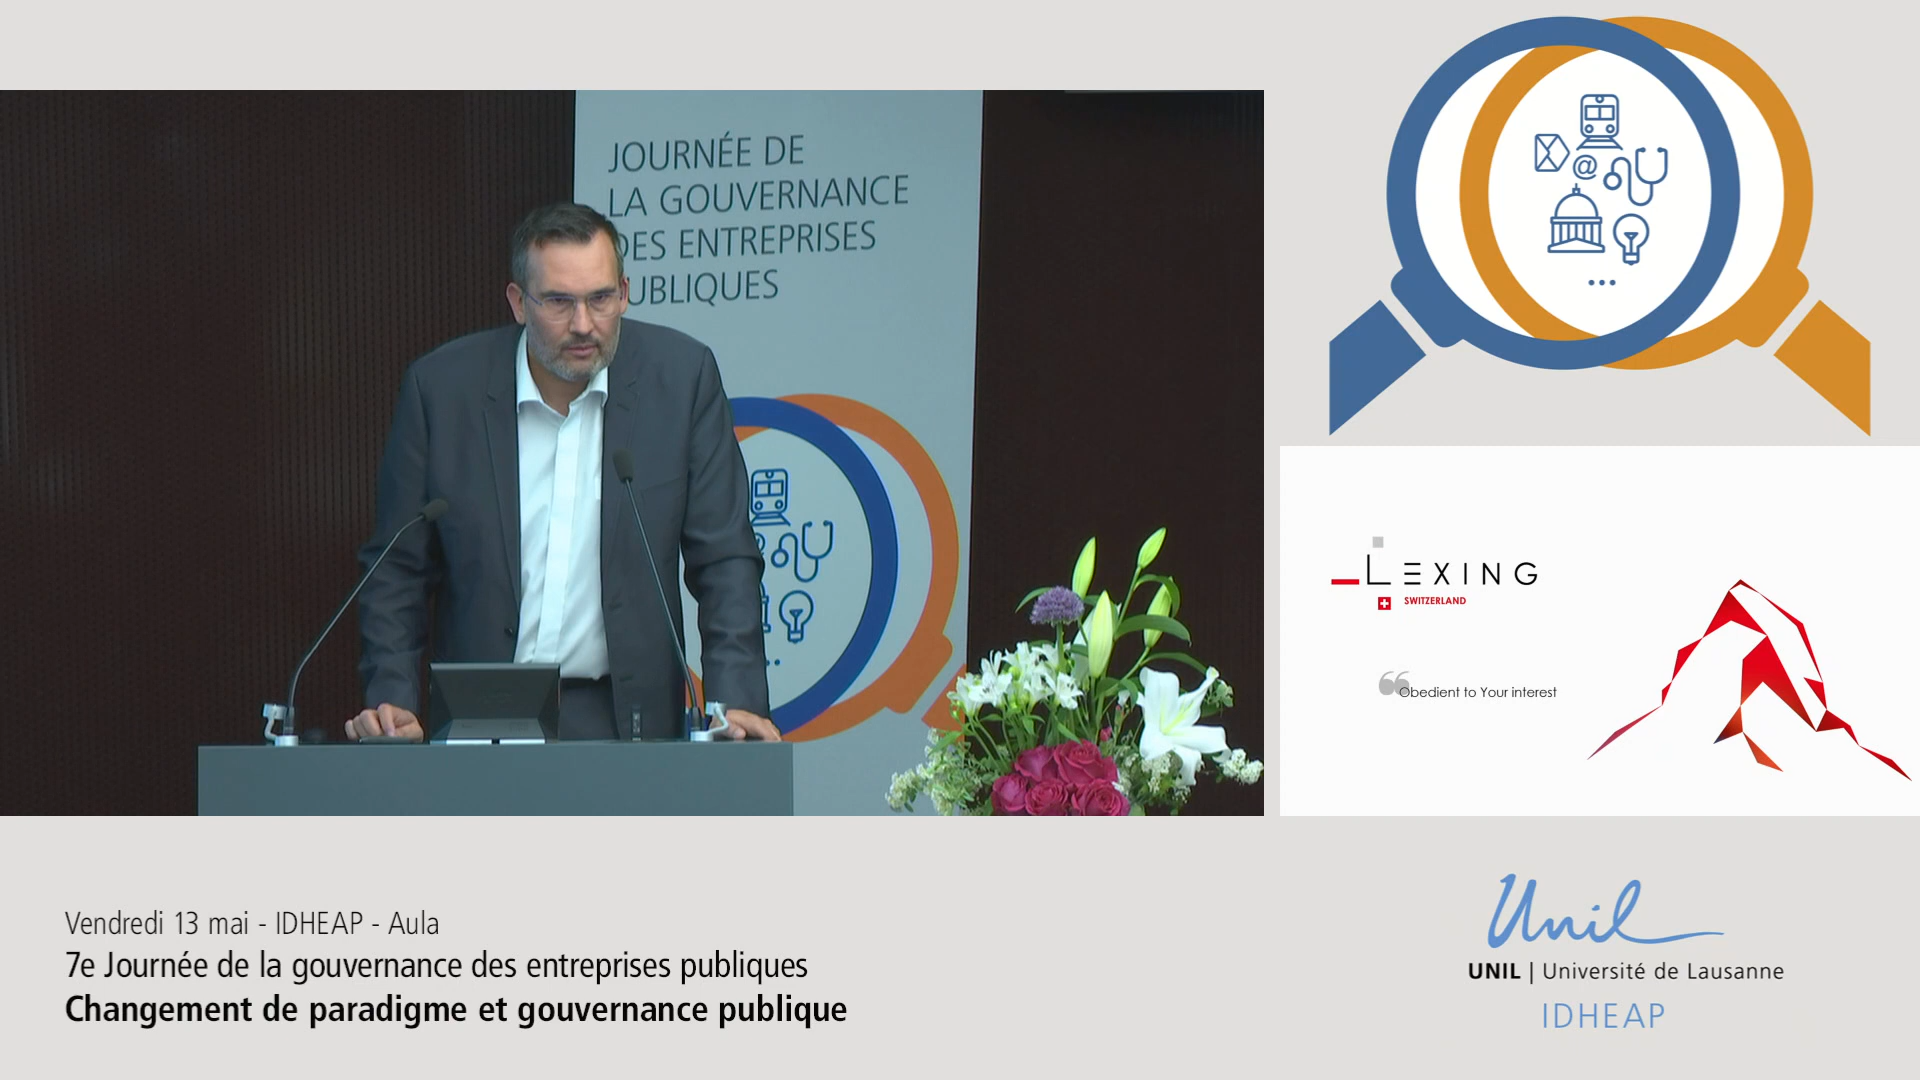 JOURNÉE DE
LA GOUVERNANCE
DES ENTREPRISES
PUBLIQUES
@
LEXING
SWITZERLAND
“Obedient to Your interest
Vendredi 13 mai - IDHEAP - Aula
7e Journée de la gouvernance des entreprises publiques
Changement de paradigme et gouvernance publique
Unil
UNIL | Université de Lausanne
IDHEAP